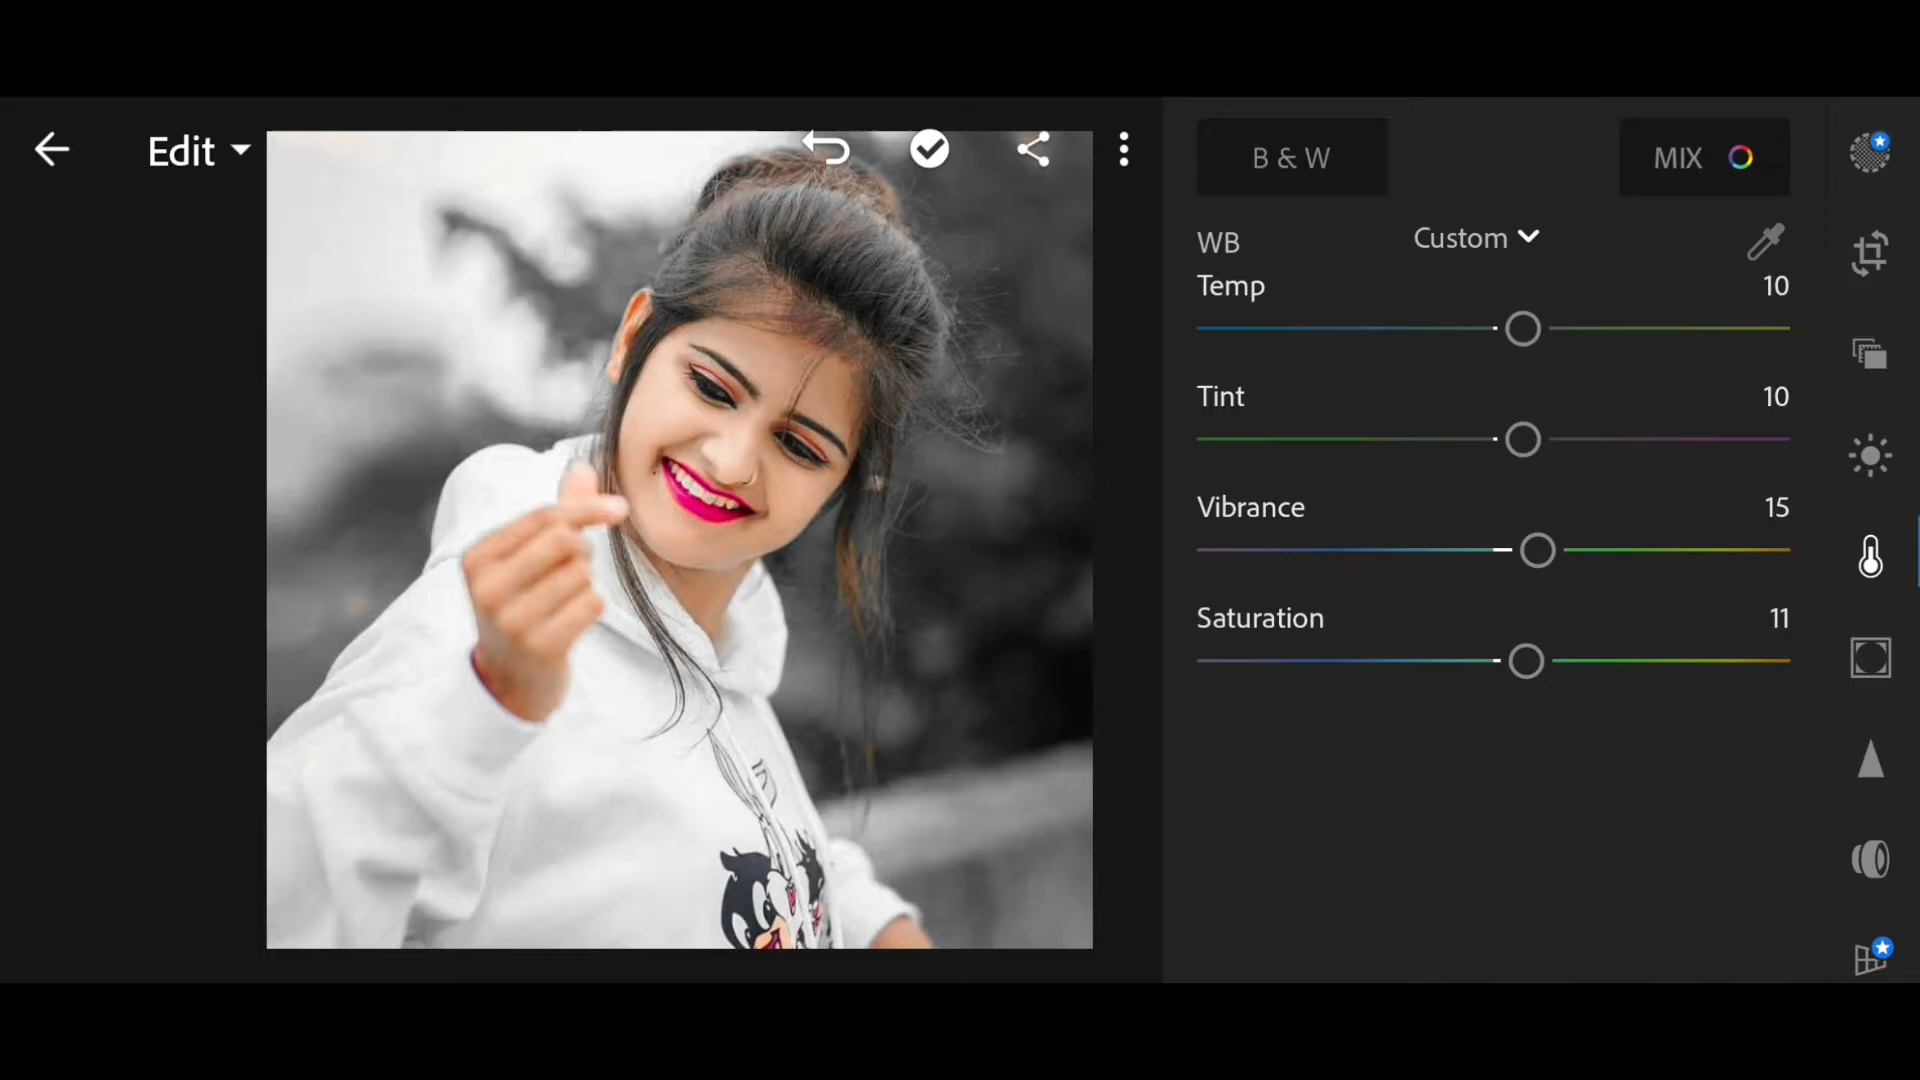 Edit
B & W
MIX
WB
Custom
Temp
10
Tint
10
Vibrance
15
Saturation
11